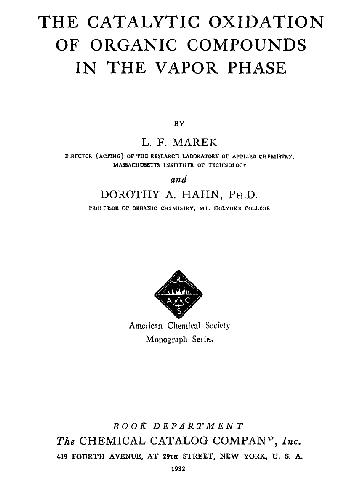 THE CATALYTIC OXIDATION
OF ORGANIC COMPOUNDS
IN THE VAPOR PHASE
BY
L. F. MAREK
DIRECTOR (ACTING) OF THE RESEARCH LABORATORY OF APPLIED CHEMISTRY,
MASSACHUSETTS INSTITUTE OF TECHNOLOGY
and
DOROTHY A. HAHN, PH.D.
PROFESSOR OF ORGANIC CHEMISTRY, MT. HOLYOKE COLLEGE
A C
S
American Chemical Society
Monograph Series
BOOK DEPARTMENT
The CHEMICAL CATALOG COMPANY, Inc.
419 FOURTH AVENUE, AT 29TH STREET, NEW YORK, U. S. A.
1932